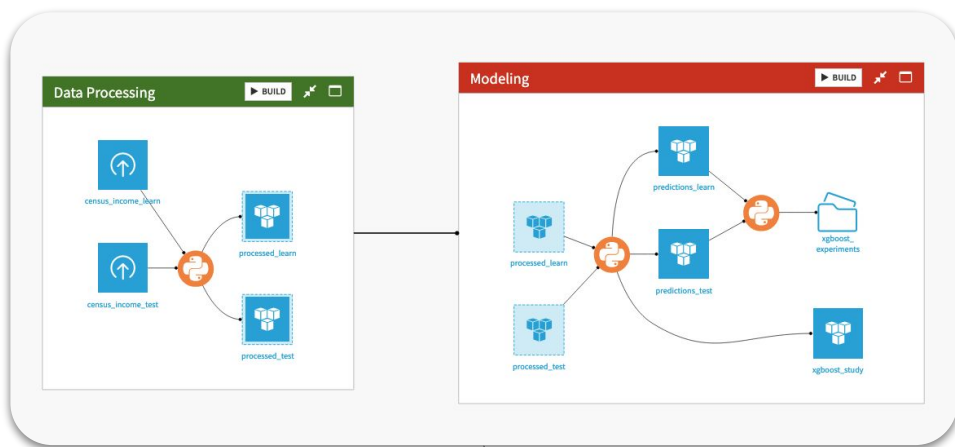 Data Processing
BUILD
census_income_learn
processed_learn
census_income_test
processed_test
Modeling
BUILD
predictions_learn
processed_learn
xgboost_
experiments
predictions_test
processed_test
xgboost_study